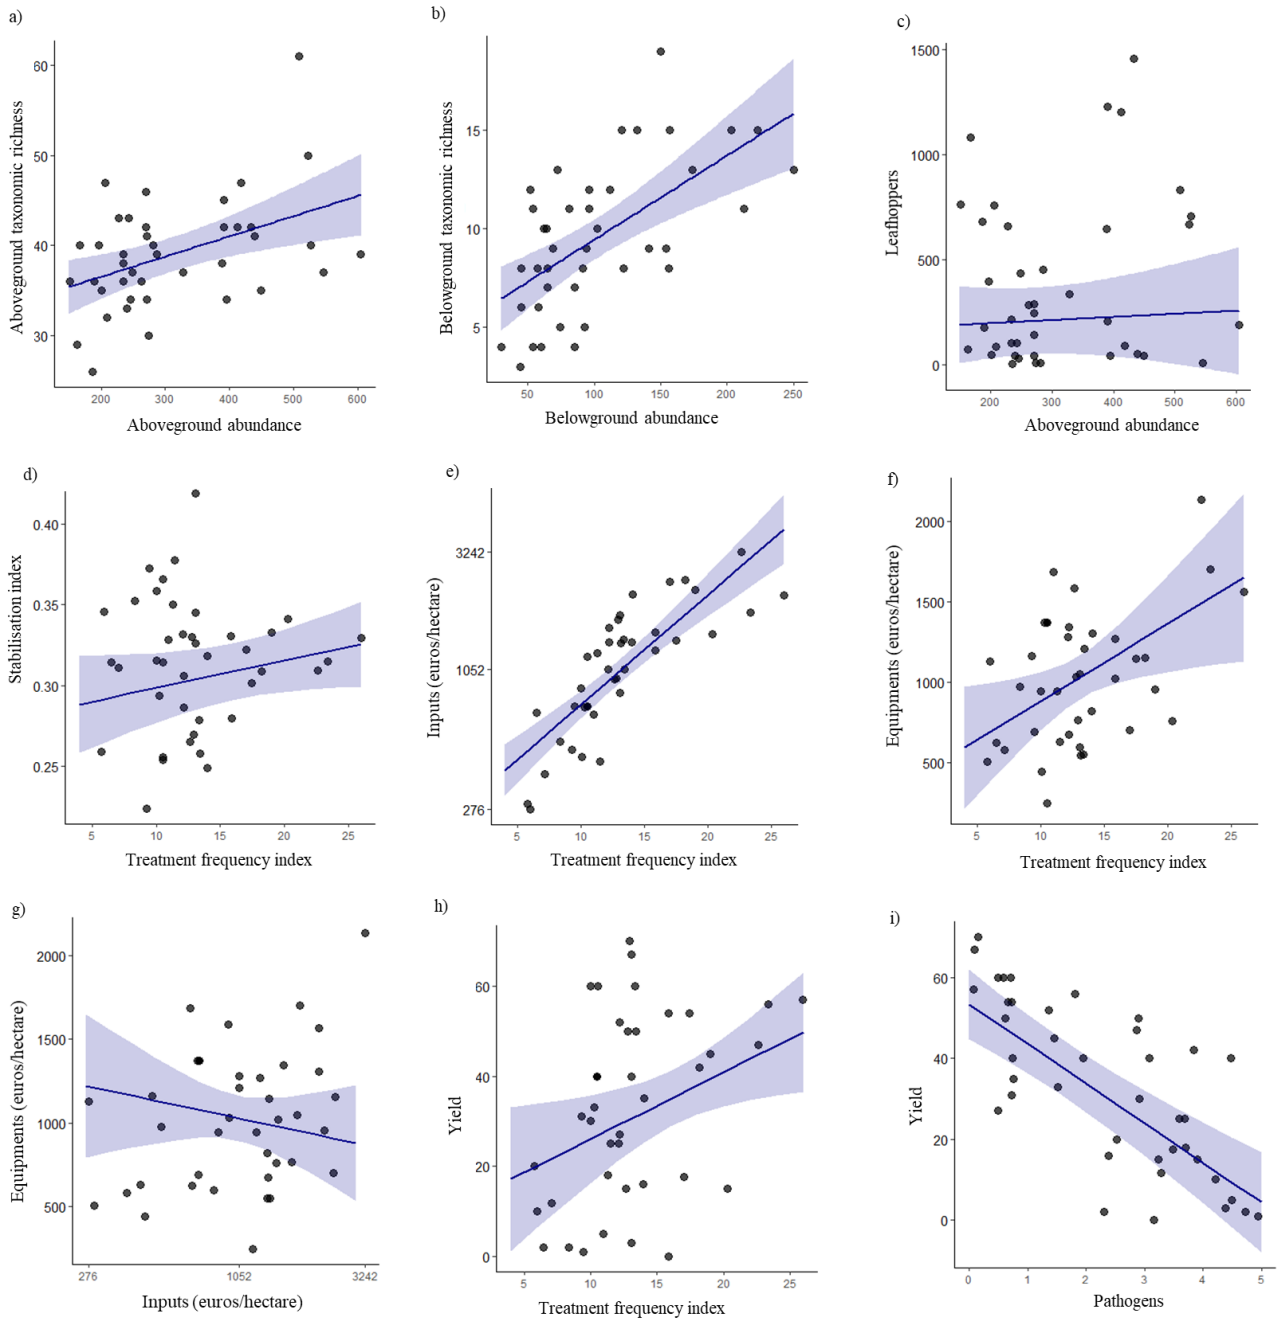 a)
Aboveground taxonomic richness
60
50
40
30
200 300 400 500 600
Aboveground abundance
b)
Belowground taxonomic richness
15
10
5
50 100 150 200 250
Belowground abundance
c)
Leafhoppers
1500
1000
500
0
200 300 400 500 600
Aboveground abundance
d)
Stabilisation index
0.40
0.35
0.30
0.25
5 10 15 20 25
Treatment frequency index
e)
Inputs (euros/hectare)
3242
1052
276
5 10 15 20 25
Treatment frequency index
f)
Equipments (euros/hectare)
2000
1500
1000
500
5 10 15 20 25
Treatment frequency index
g)
Equipments (euros/hectare)
2000
1500
1000
500
276 1052 3242
Inputs (euros/hectare)
h)
Yield
60
40
20
0
5 10 15 20 25
Treatment frequency index
i)
Yield
60
40
20
0
0 1 2 3 4 5
Pathogens